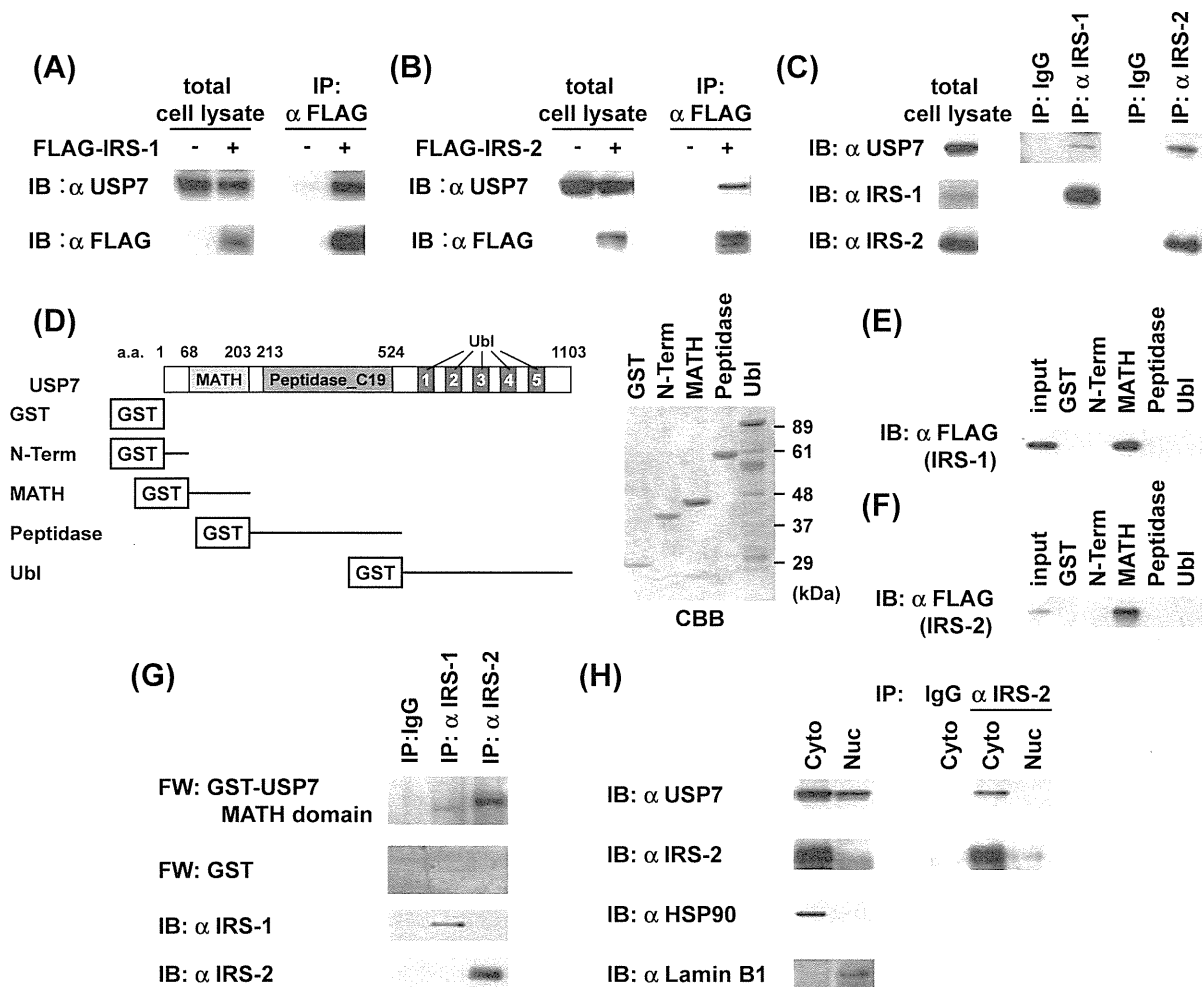 (A)
total
cell lysate
IP:
α FLAG
FLAG-IRS-1 - + - +
IB : α USP7
IB : α FLAG
(B)
total
cell lysate
IP:
α FLAG
FLAG-IRS-2 - + - +
IB : α USP7
IB : α FLAG
(C)
total
cell lysate
IP: IgG
IP: α IRS-1
IP: IgG
IP: α IRS-2
IB: α USP7
IB: α IRS-1
IB: α IRS-2
(D)
Ubl
a.a. 1 68 203 213 524 1103
USP7 MATH Peptidase_C19 1 2 3 4 5
GST GST
N-Term GST
MATH GST
Peptidase GST
Ubl GST
GST
N-Term
MATH
Peptidase
Ubl
89
61
48
37
29
(kDa)
CBB
(E)
input
GST
N-Term
MATH
Peptidase
Ubl
IB: α FLAG
(IRS-1)
(F)
input
GST
N-Term
MATH
Peptidase
Ubl
IB: α FLAG
(IRS-2)
(G)
IP:IgG
IP: α IRS-1
IP: α IRS-2
FW: GST-USP7
MATH domain
FW: GST
IB: α IRS-1
IB: α IRS-2
(H)
IP: IgG α IRS-2
Cyto
Nuc
Cyto
Cyto
Nuc
IB: α USP7
IB: α IRS-2
IB: α HSP90
IB: α Lamin B1